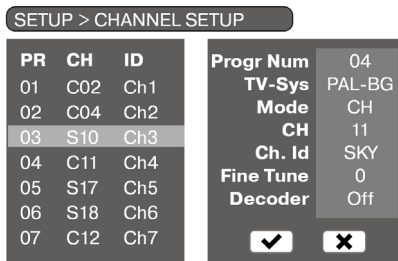 SETUP > CHANNEL SETUP
PR CH ID
01 C02 Ch1
02 C04 Ch2
03 S10 Ch3
04 C11 Ch4
05 S17 Ch5
06 S18 Ch6
07 C12 Ch7
Progr Num 04
TV-Sys PAL-BG
Mode CH
CH 11
Ch. Id SKY
Fine Tune 0
Decoder Off